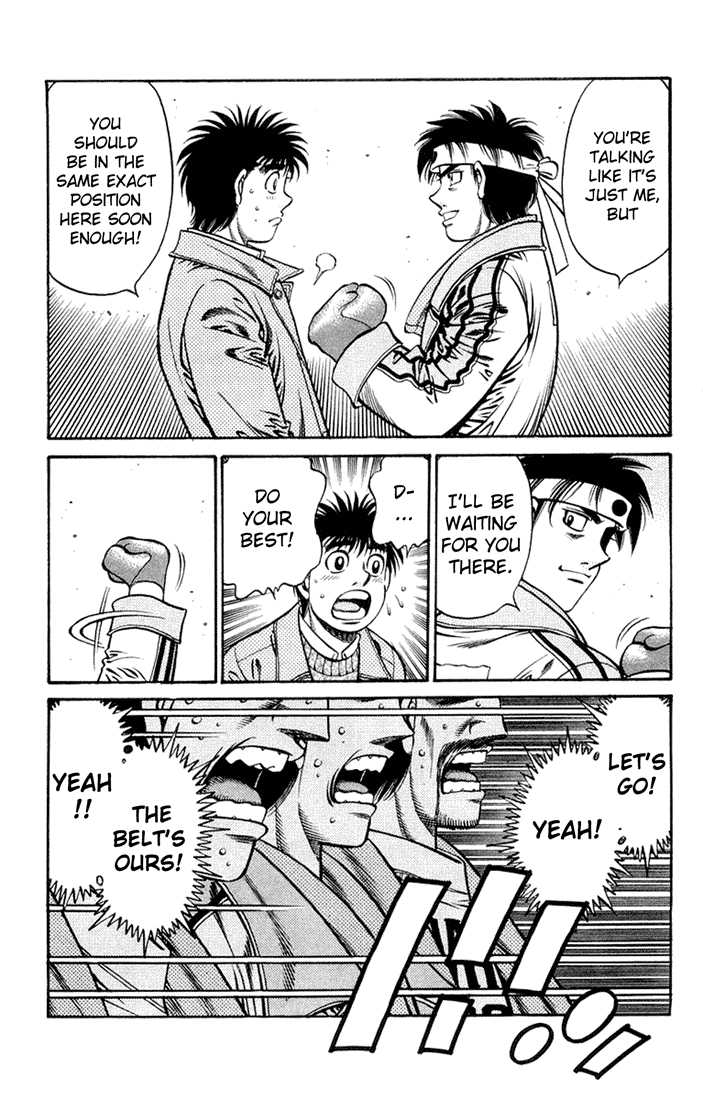 YOU'RE
TALKING
LIKE IT'S
JUST ME,
BUT
YOU
SHOULD
BE IN THE
SAME EXACT
POSITION
HERE SOON
ENOUGH!
I'LL BE
WAITING
FOR YOU
THERE.
D-
...
DO
YOUR
BEST!
LET'S
GO!
YEAH!
THE
BELT'S
OURS!
YEAH
!!